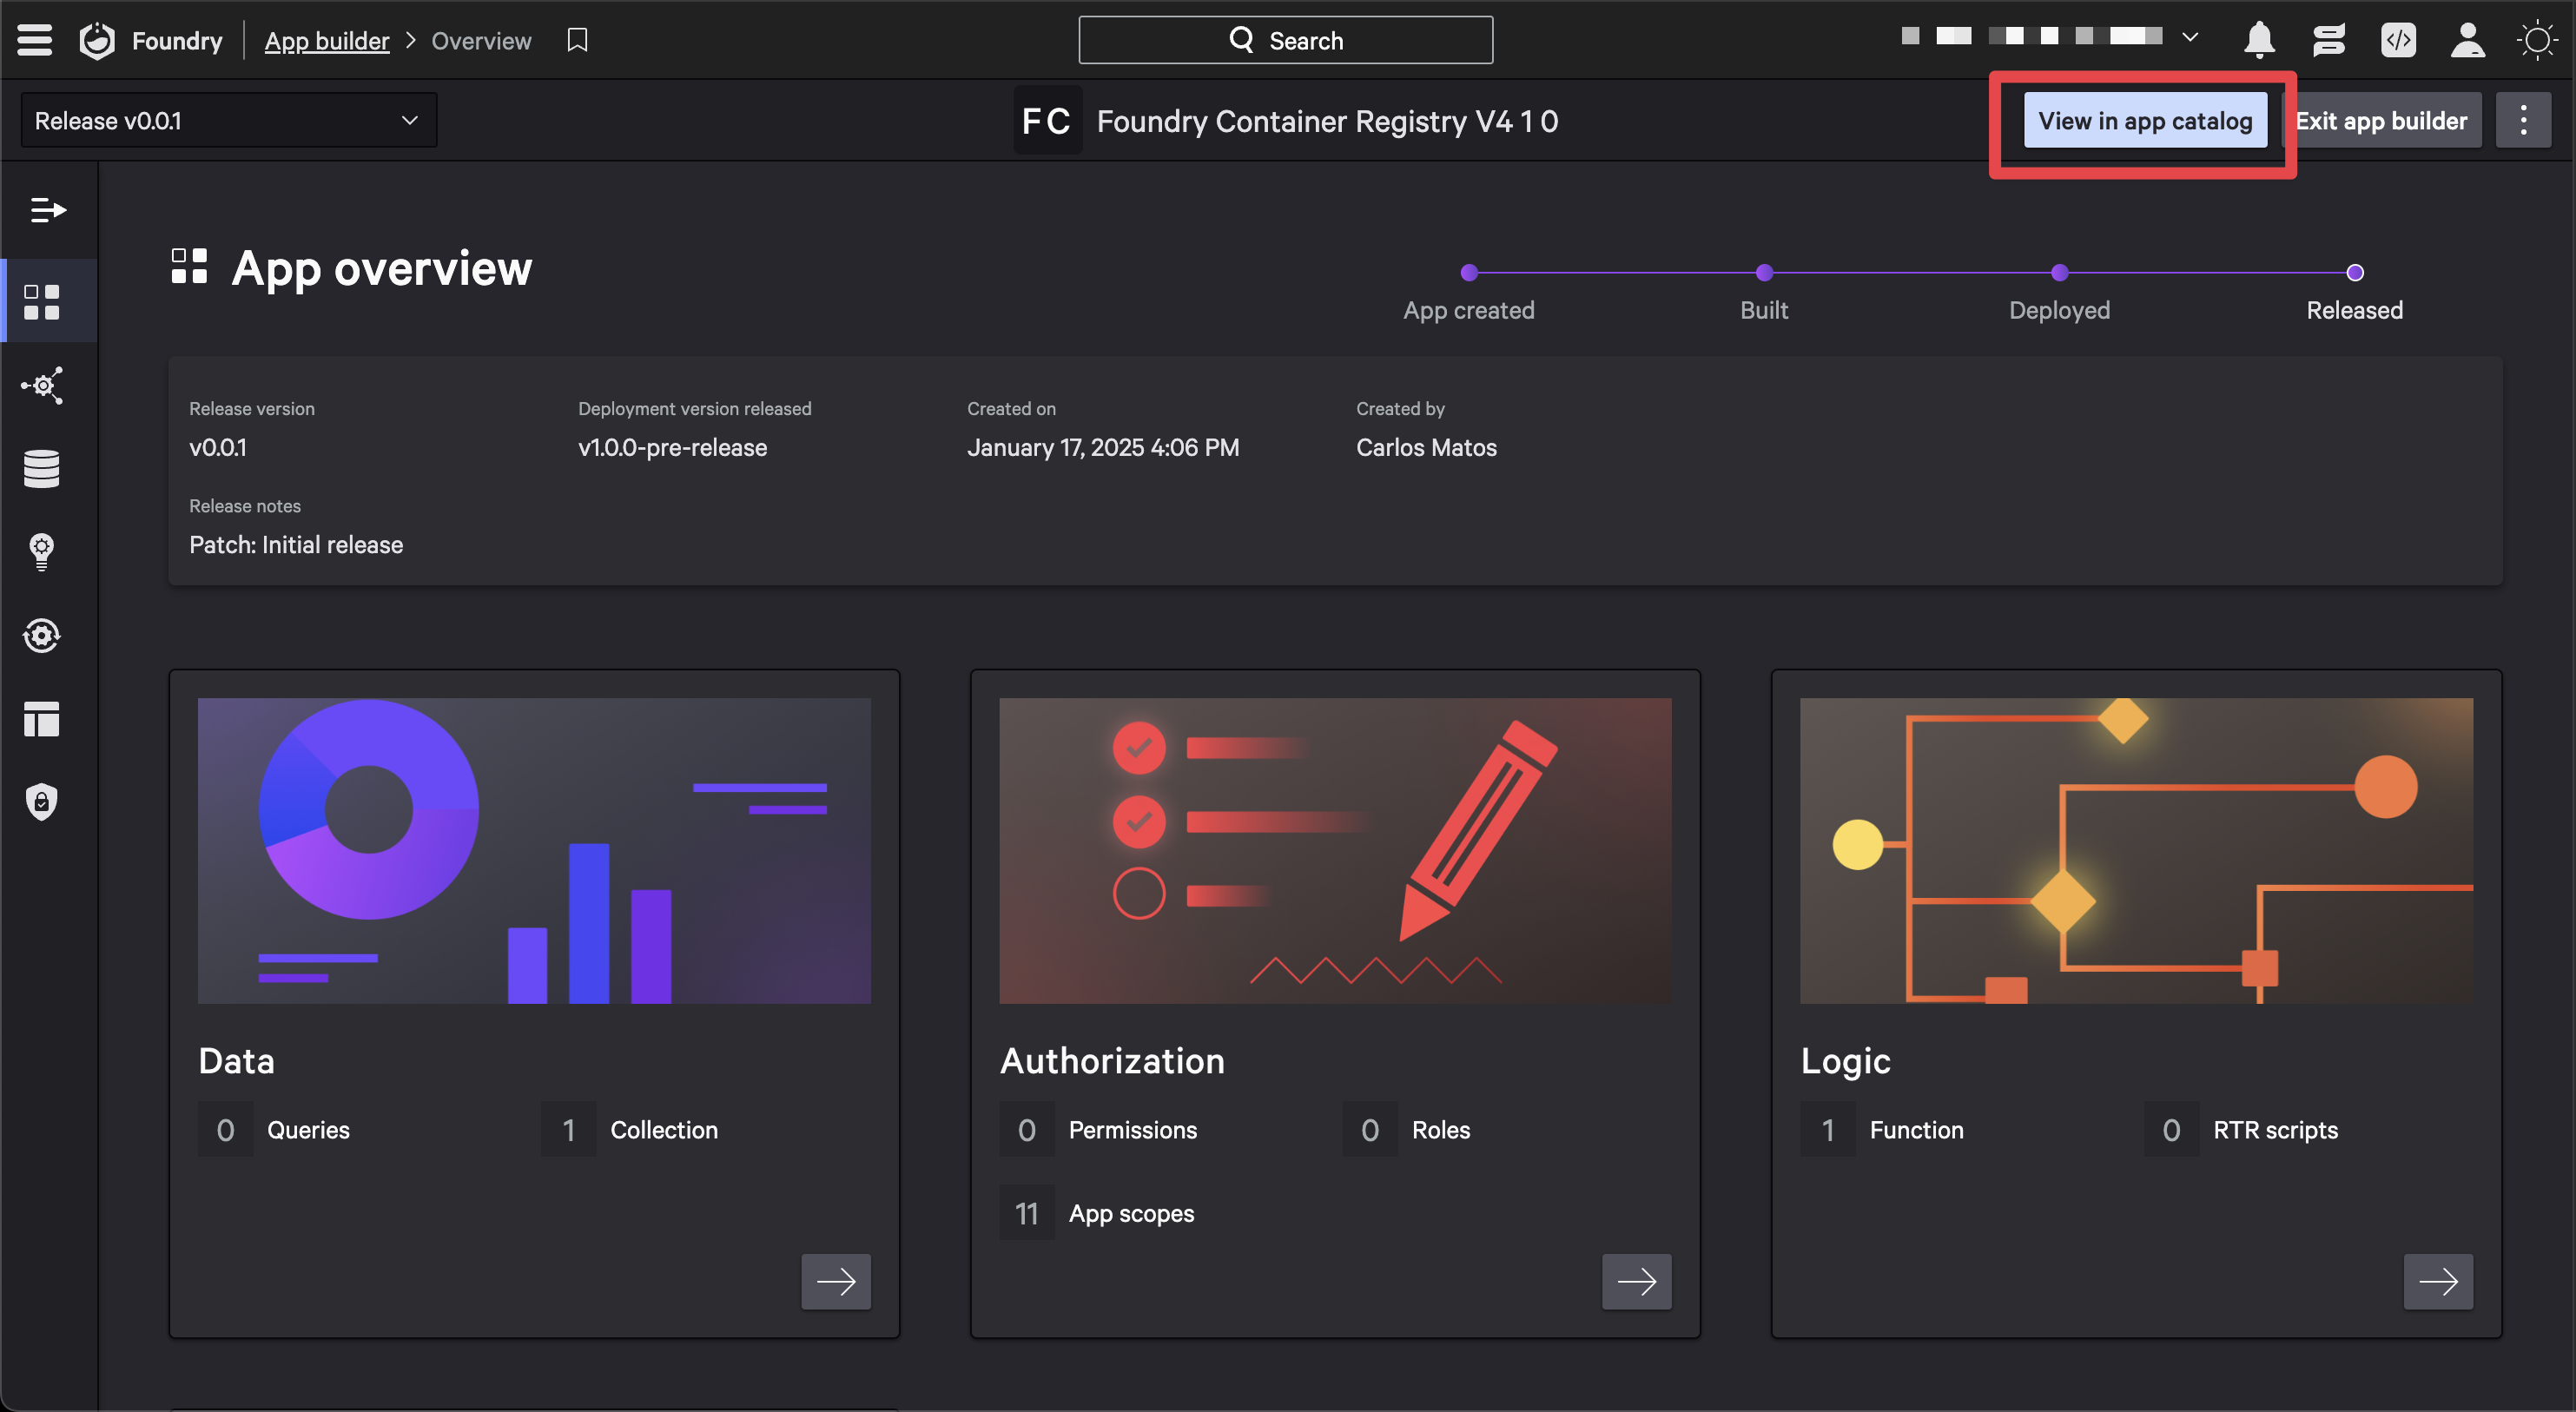 Foundry App builder > Overview Search
Release v0.0.1 FC Foundry Container Registry V4 1 0 View in app catalog Exit app builder
App overview
App created Built Deployed Released
Release version Deployment version released Created on Created by
v0.0.1 v1.0.0-pre-release January 17, 2025 4:06 PM Carlos Matos
Release notes
Patch: Initial release
Data
0 Queries 1 Collection
Authorization
0 Permissions 0 Roles
11 App scopes
Logic
1 Function 0 RTR scripts